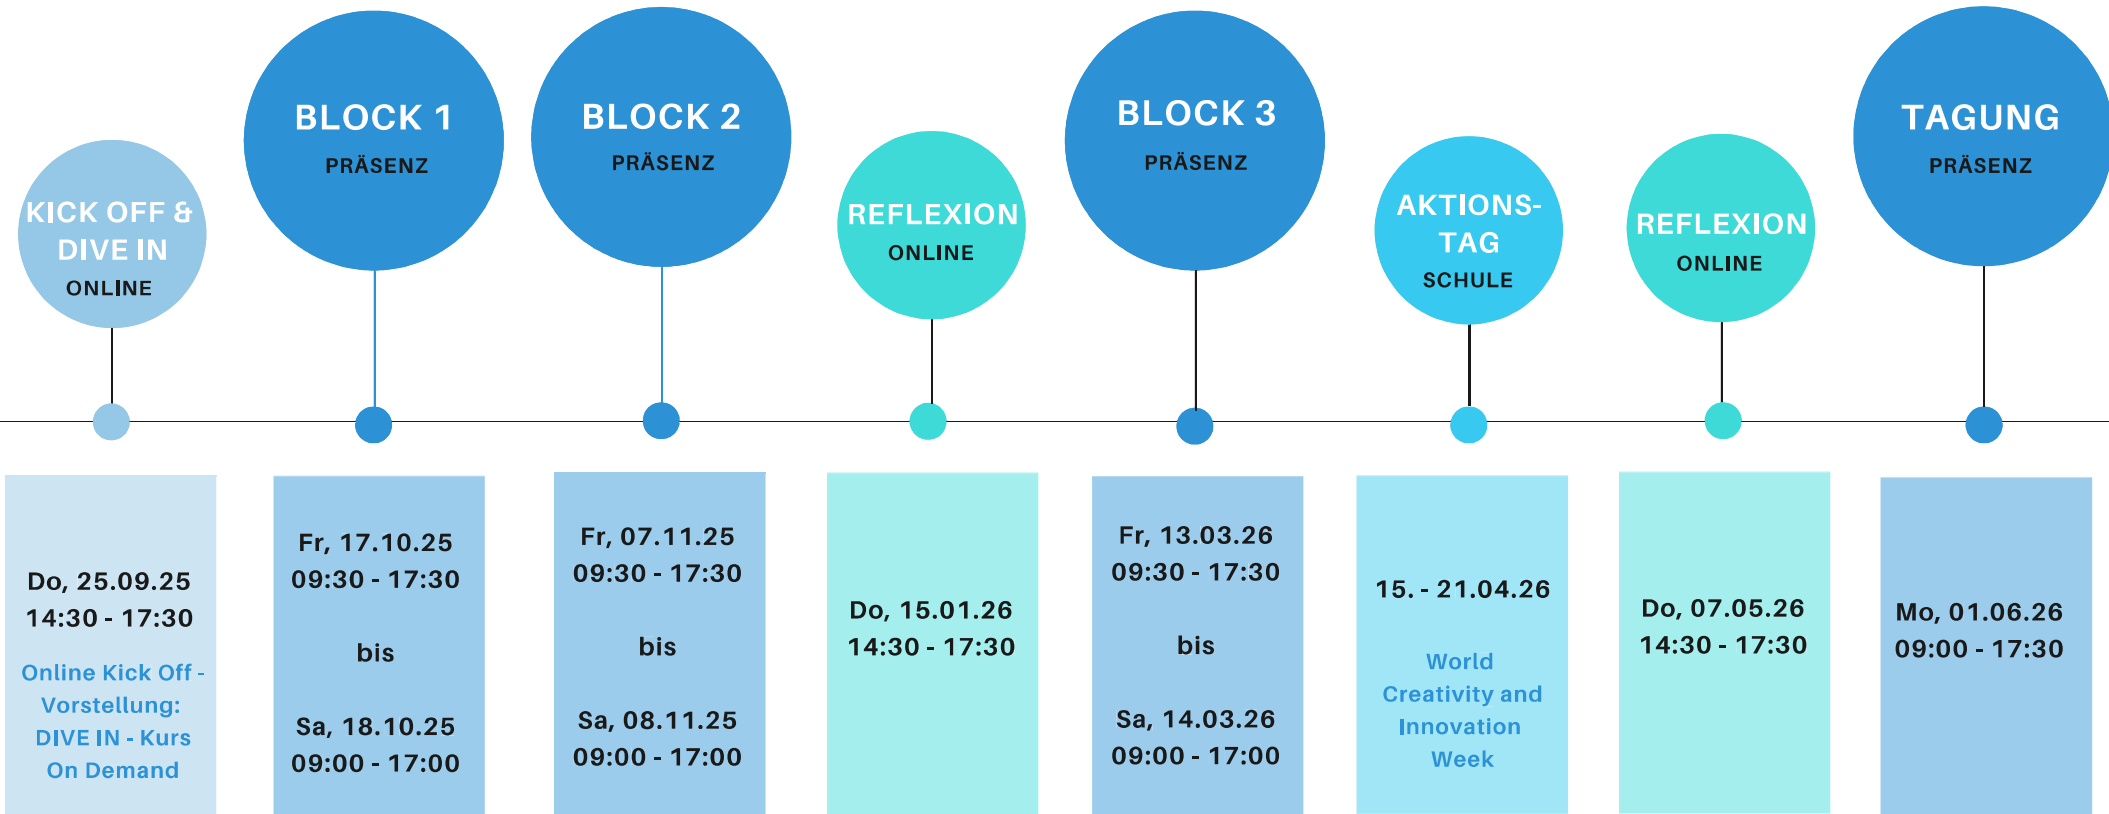 KICK OFF &
DIVE IN
ONLINE
BLOCK 1
PRÄSENZ
BLOCK 2
PRÄSENZ
REFLEXION
ONLINE
BLOCK 3
PRÄSENZ
AKTIONS-
TAG
SCHULE
REFLEXION
ONLINE
TAGUNG
PRÄSENZ
Do, 25.09.25
14:30 - 17:30
Online Kick Off -
Vorstellung:
DIVE IN - Kurs
On Demand
Fr, 17.10.25
09:30 - 17:30
bis
Sa, 18.10.25
09:00 - 17:00
Fr, 07.11.25
09:30 - 17:30
bis
Sa, 08.11.25
09:00 - 17:00
Do, 15.01.26
14:30 - 17:30
Fr, 13.03.26
09:30 - 17:30
bis
Sa, 14.03.26
09:00 - 17:00
15. - 21.04.26
World
Creativity and
Innovation
Week
Do, 07.05.26
14:30 - 17:30
Mo, 01.06.26
09:00 - 17:30